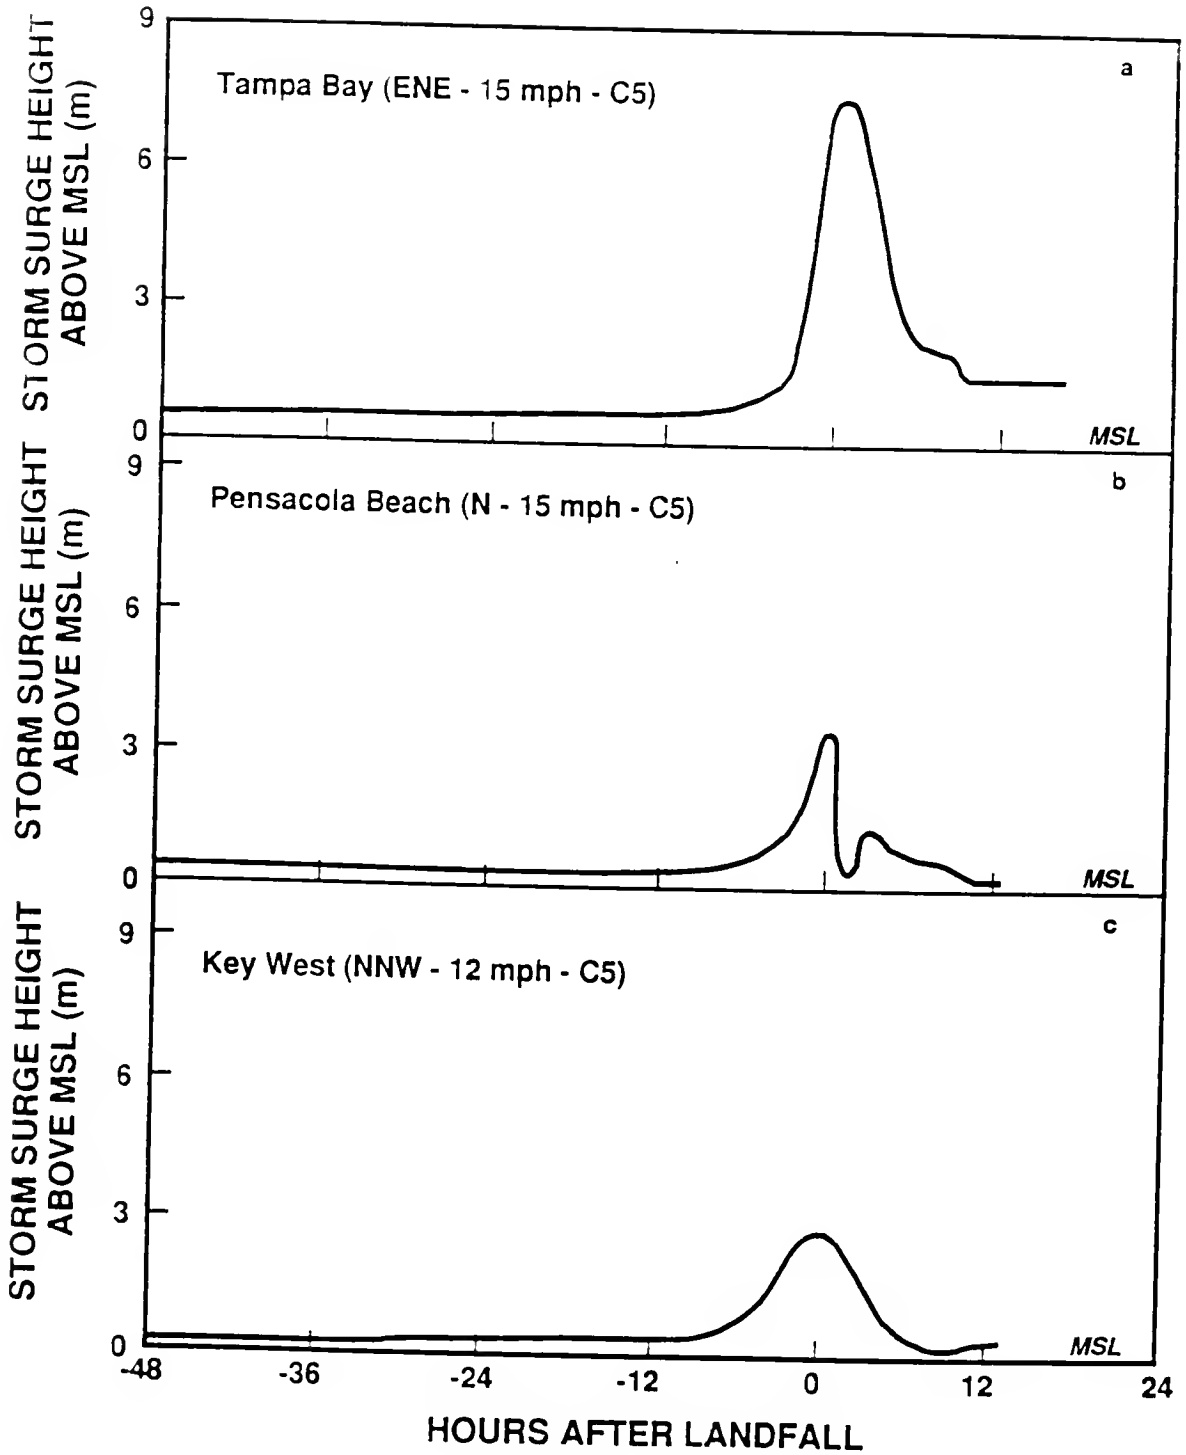 STORM SURGE HEIGHT
ABOVE MSL (m)
9
6
3
0
Tampa Bay (ENE - 15 mph - C5)
a
MSL
STORM SURGE HEIGHT
ABOVE MSL (m)
9
6
3
0
Pensacola Beach (N - 15 mph - C5)
b
MSL
STORM SURGE HEIGHT
ABOVE MSL (m)
9
6
3
0
Key West (NNW - 12 mph - C5)
c
MSL
-48 -36 -24 -12 0 12 24
HOURS AFTER LANDFALL